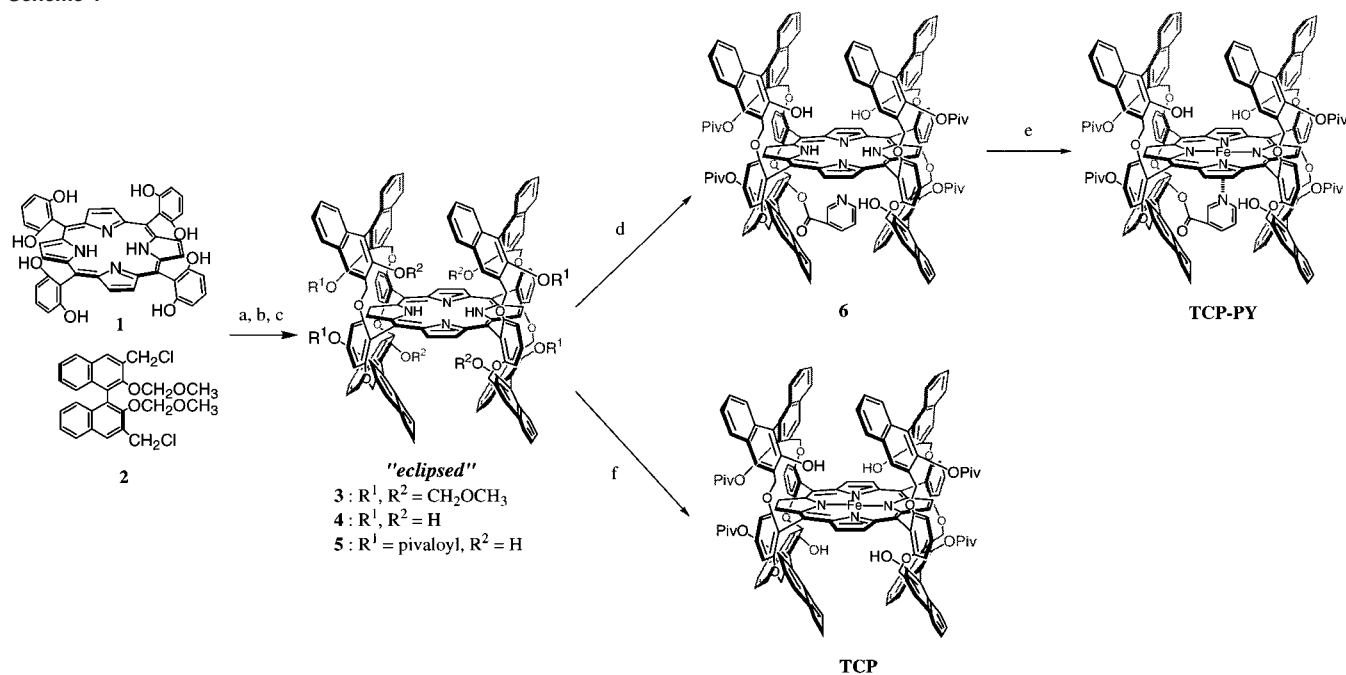 OH
HO
HO
OH
OH
NH
N
N
HN
OH
OH
HO
OH
HO
1
CH2Cl
OCH2OCH3
OCH2OCH3
CH2Cl
2
a, b, c
OR²
R¹O
R²O
OR¹
NH
N
HN
N
R¹O
OR²
R²O
OR¹
O
O
"eclipsed"
3 : R¹, R² = CH2OCH3
4 : R¹, R² = H
5 : R¹ = pivaloyl, R² = H
d
f
OH
HO
PivO
OPiv
NH
N
HN
N
PivO
OPiv
O
O
N
HO
6
e
OH
HO
PivO
OPiv
N
Fe
N
N
PivO
OPiv
O
O
N
HO
TCP-PY
OH
HO
PivO
OPiv
N
N
Fe
N
N
PivO
OPiv
OH
HO
O
TCP